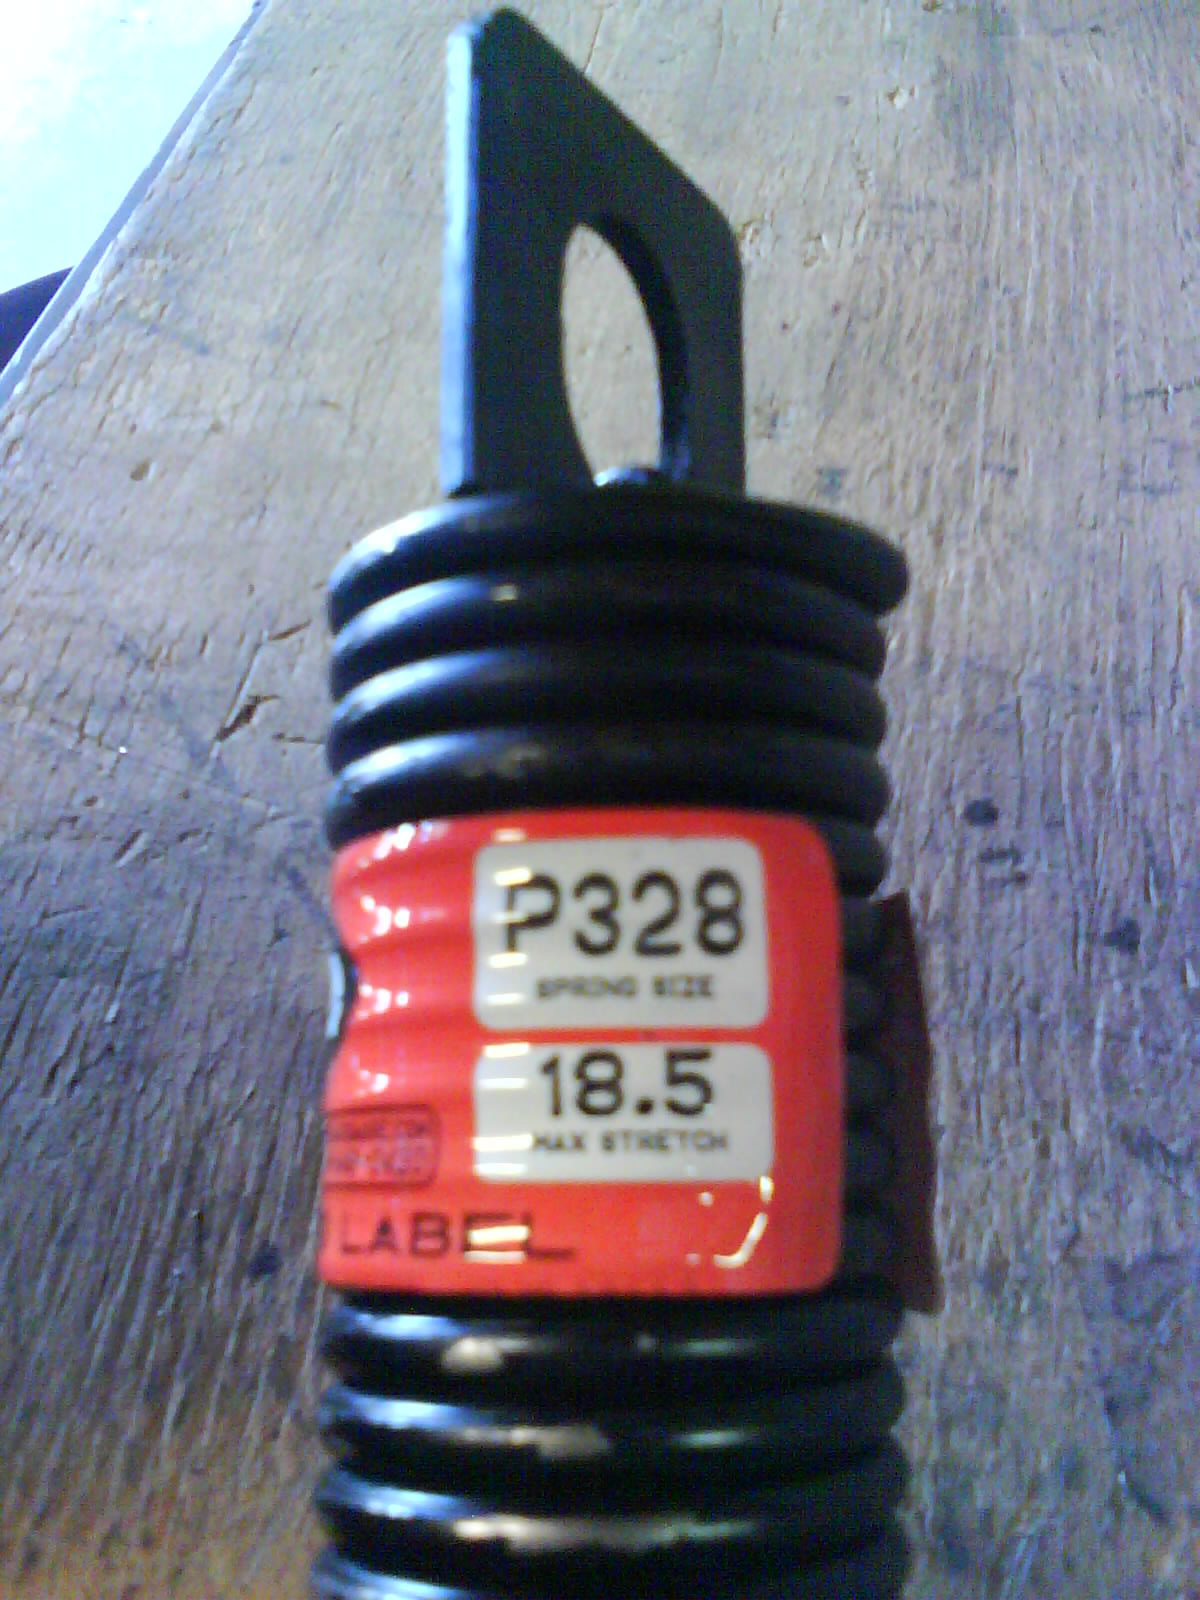 P328
SPRING SIZE
18.5
MAX STRETCH
LABEL